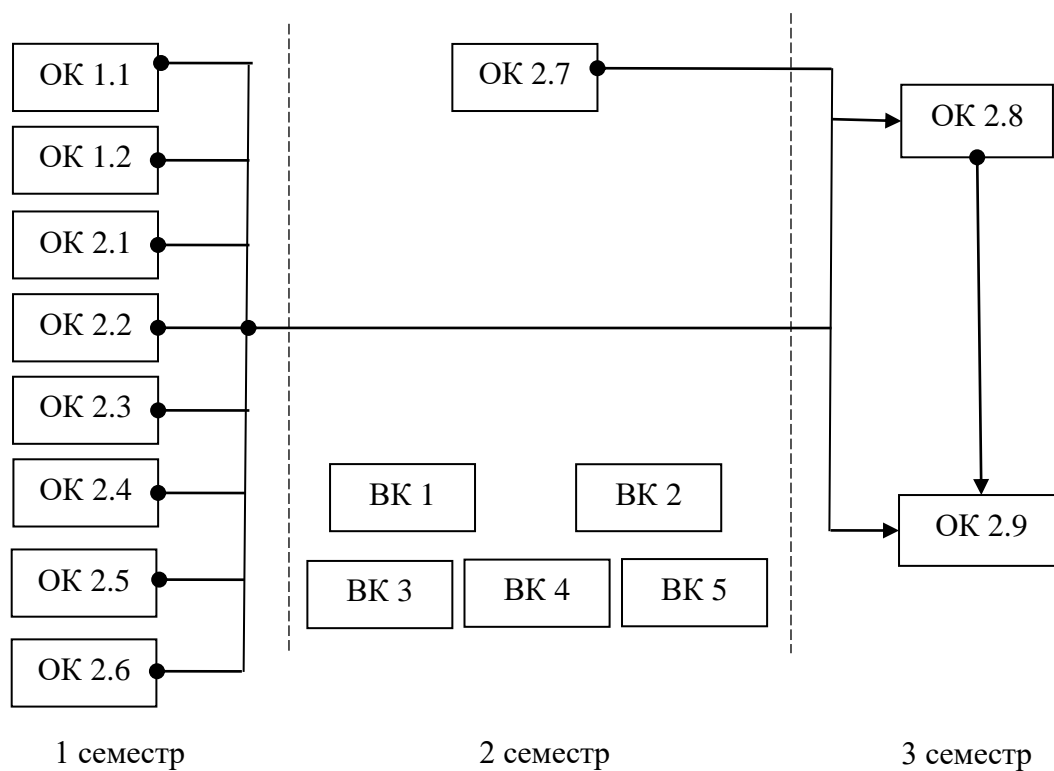 ОК 1.1
ОК 1.2
ОК 2.1
ОК 2.2
ОК 2.3
ОК 2.4
ОК 2.5
ОК 2.6
1 семестр
ОК 2.7
ВК 1
ВК 2
ВК 3
ВК 4
ВК 5
2 семестр
ОК 2.8
ОК 2.9
3 семестр